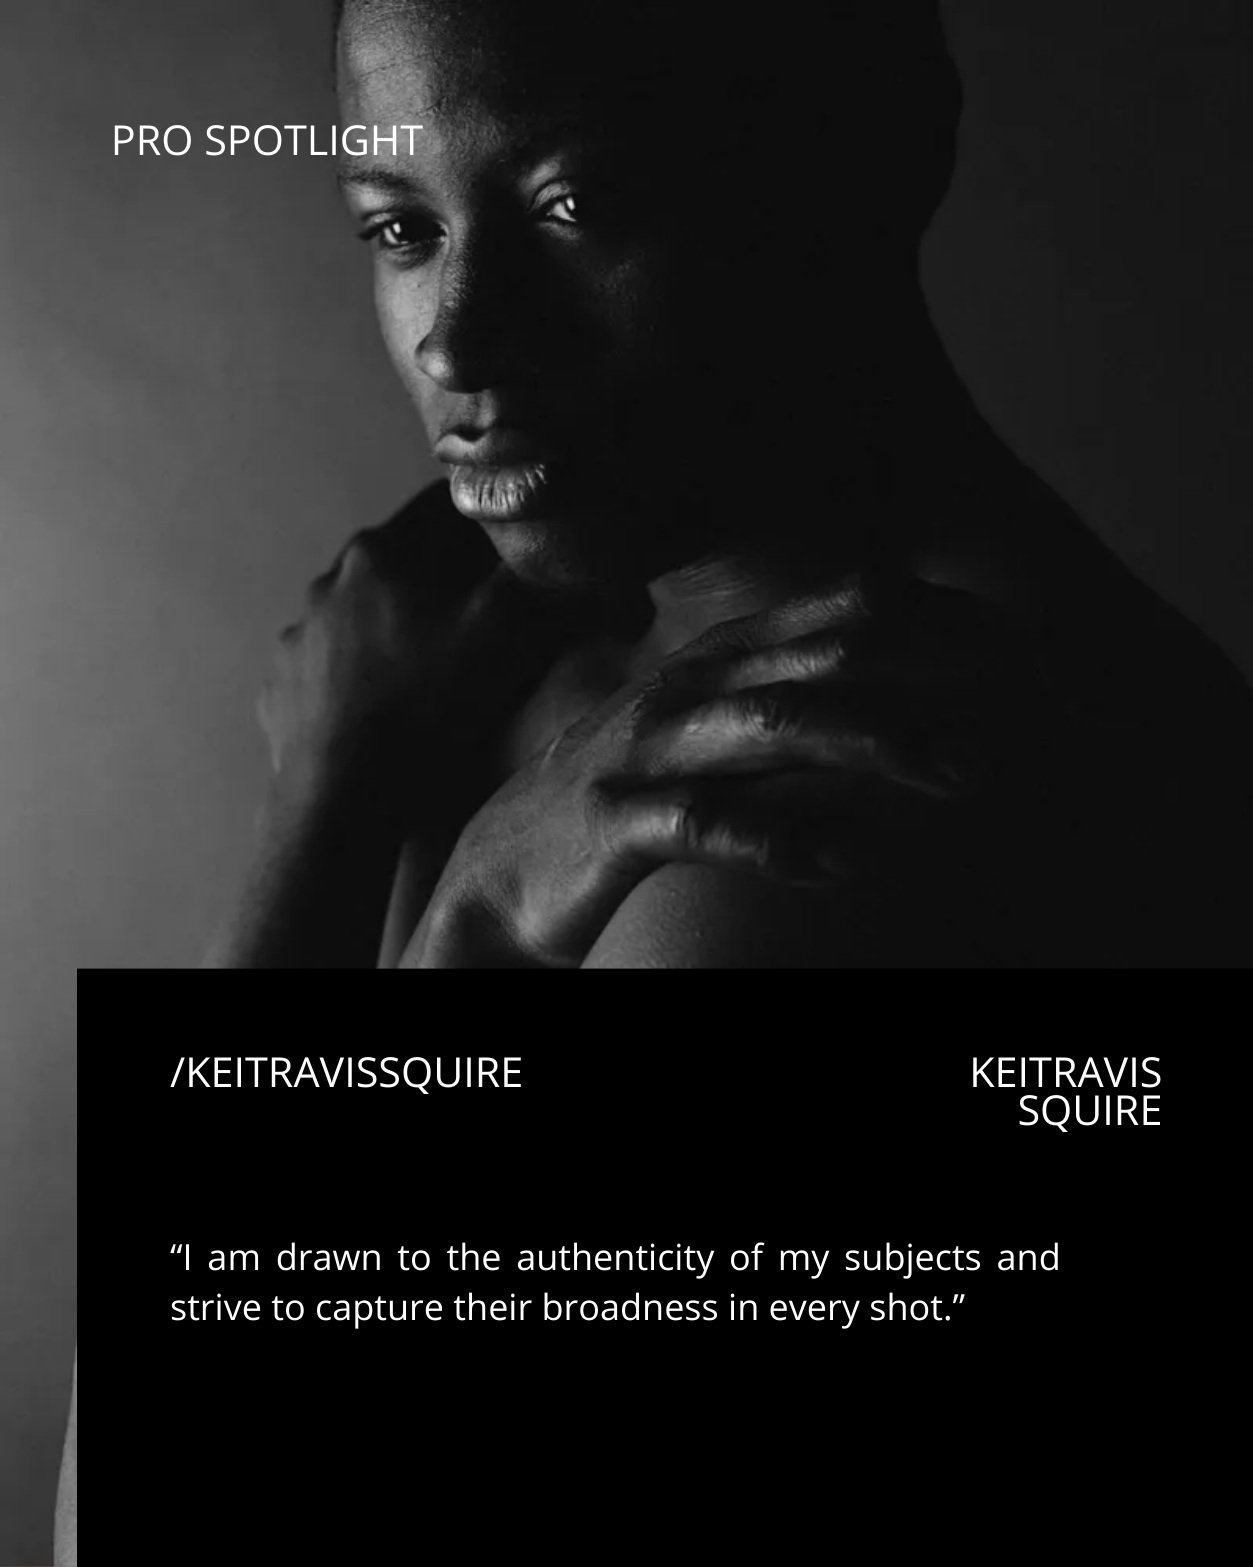 PRO SPOTLIGHT
/KEITRAVISSQUIRE
KEITRAVIS
SQUIRE
“I am drawn to the authenticity of my subjects and
strive to capture their broadness in every shot.”